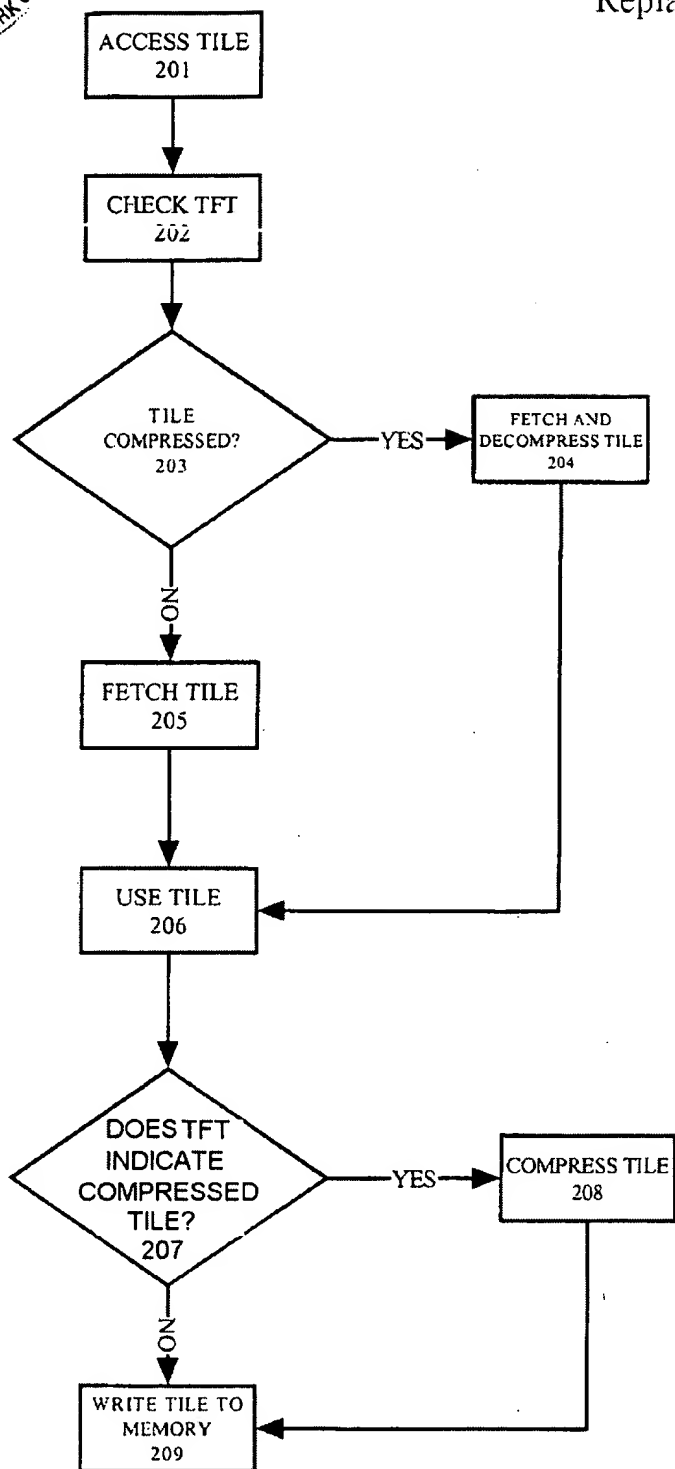 Repla
ACCESS TILE
201
CHECK TFT
202
TILE
COMPRESSED?
203
YES
FETCH AND
DECOMPRESS TILE
204
NO
FETCH TILE
205
USE TILE
206
DOES TFT
INDICATE
COMPRESSED
TILE?
207
YES
COMPRESS TILE
208
NO
WRITE TILE TO
MEMORY
209